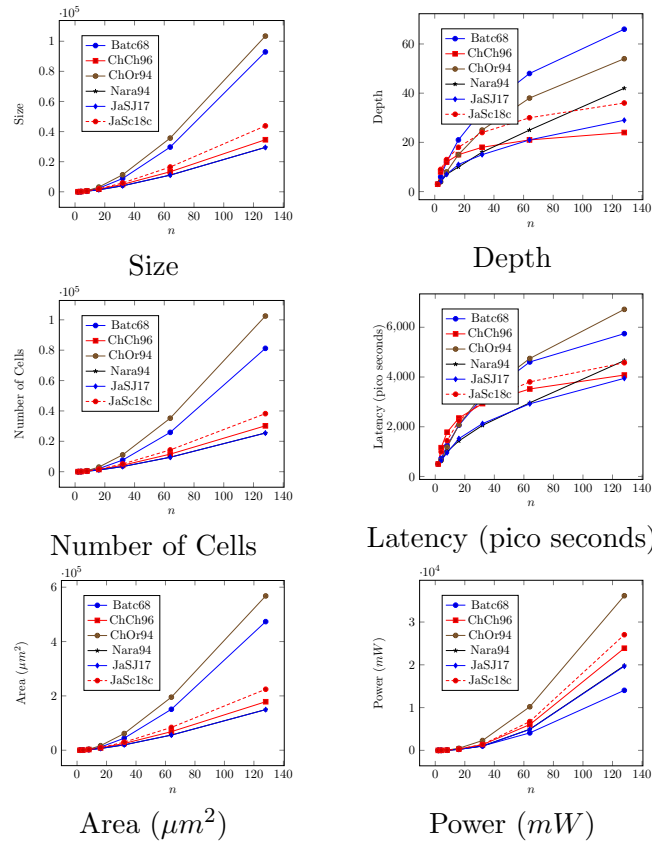 ·10^5
1
0.8
0.6
0.4
0.2
0
Size
Batc68
ChCh96
ChOr94
Nara94
JaSJ17
JaSc18c
0 20 40 60 80 100 120 140
n
Size
60
40
20
0
Depth
Batc68
ChCh96
ChOr94
Nara94
JaSJ17
JaSc18c
0 20 40 60 80 100 120 140
n
Depth
·10^5
1
0.8
0.6
0.4
0.2
0
Number of Cells
Batc68
ChCh96
ChOr94
Nara94
JaSJ17
JaSc18c
0 20 40 60 80 100 120 140
n
Number of Cells
6,000
4,000
2,000
0
Latency (pico seconds)
Batc68
ChCh96
ChOr94
Nara94
JaSJ17
JaSc18c
0 20 40 60 80 100 120 140
n
Latency (pico seconds)
·10^5
6
4
2
0
Area (μm²)
Batc68
ChCh96
ChOr94
Nara94
JaSJ17
JaSc18c
0 20 40 60 80 100 120 140
n
Area (μm²)
·10^4
3
2
1
0
Power (mW)
Batc68
ChCh96
ChOr94
Nara94
JaSJ17
JaSc18c
0 20 40 60 80 100 120 140
n
Power (mW)